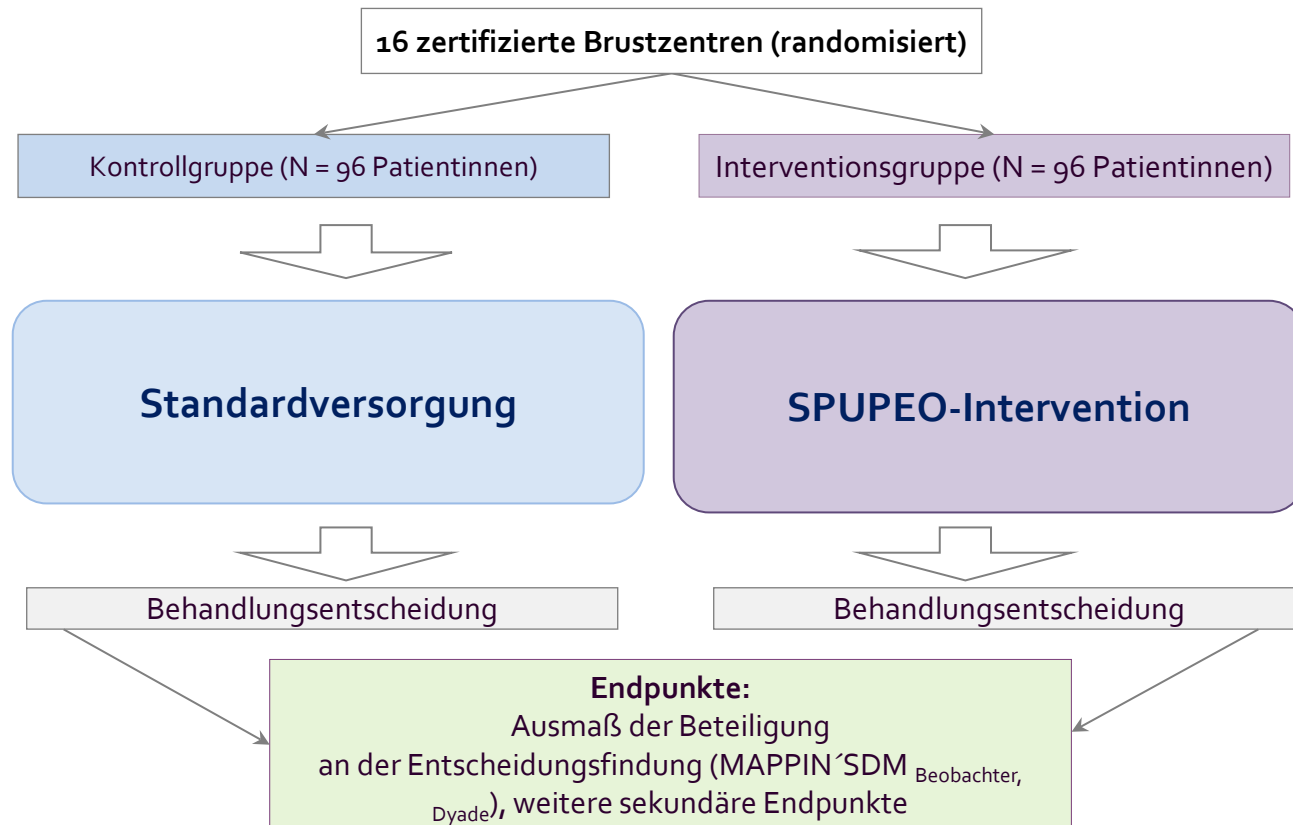 16 zertifizierte Brustzentren (randomisiert)
Kontrollgruppe (N = 96 Patientinnen)
Interventionsgruppe (N = 96 Patientinnen)
Standardversorgung
SPUPEO-Intervention
Behandlungsentscheidung
Behandlungsentscheidung
Endpunkte:
Ausmaß der Beteiligung
an der Entscheidungsfindung (MAPPIN´SDM Beobachter,
Dyade), weitere sekundäre Endpunkte